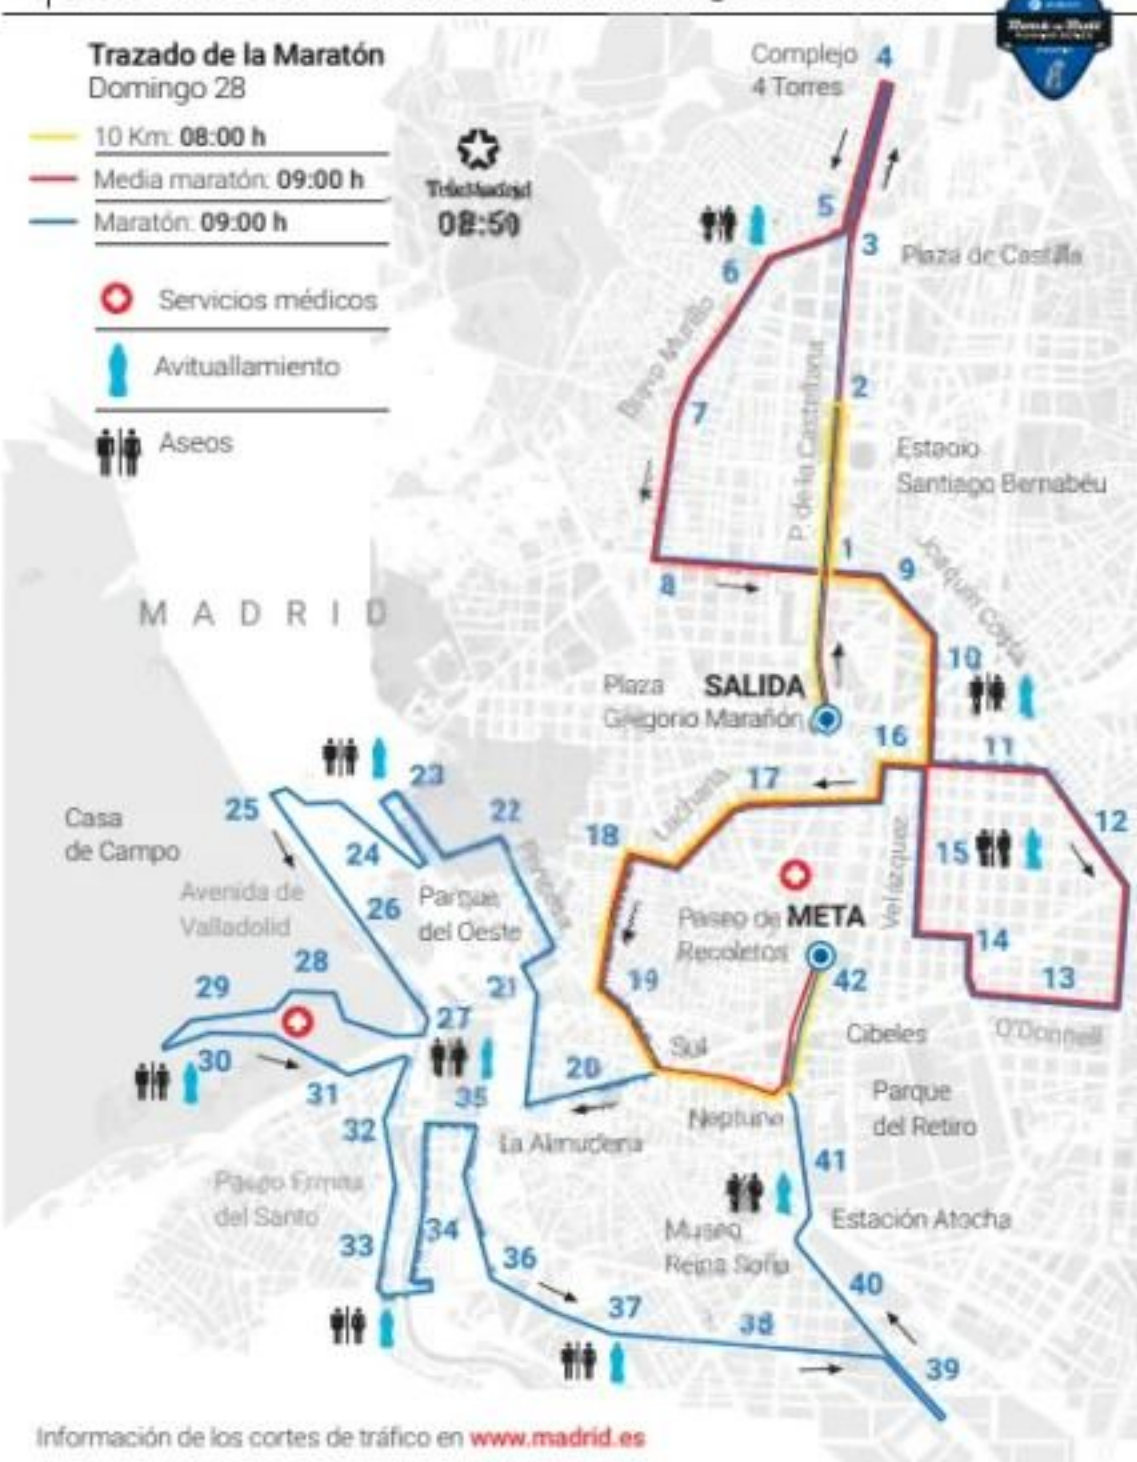 Trazado de la Maratón
Domingo 28
10 Km: 08:00 h
Media maratón: 09:00 h
Maratón: 09:00 h
Servicios médicos
Avituallamiento
Aseos
TeleMadrid
Complejo
4 Torres
4
5
3
Plaza de Castilla
6
Bravo Murillo
7
P. de la Castellana
2
Estadio
Santiago Bernabéu
1
8
9
Joaquín Costa
MADRID
10
Plaza
SALIDA
Gregorio Marañón
16
11
17
Luchana
12
18
15
Velázquez
14
13
O'Donnell
Paseo de META
Recoletos
42
Cibeles
19
Sol
Neptuno
Parque
del Retiro
20
La Almudena
23
22
Princesa
25
24
Casa
de Campo
26
Avenida de
Valladolid
Parque
del Oeste
28
29
21
27
30
31
35
32
Paseo Ermita
del Santo
33
34
36
37
38
41
Museo
Reina Sofía
Estación Atocha
40
39
Información de los cortes de tráfico en www.madrid.es